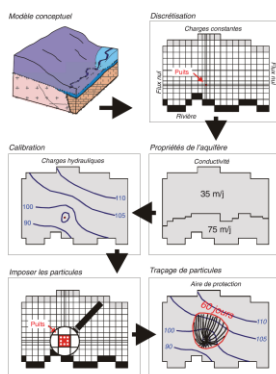 Modèle conceptuel
Discrétisation
Charges constantes
Puits
Flux nul
Flux nul
Rivière
Calibration
Charges hydrauliques
110
100
105
90
Propriétés de l'aquifère
Conductivité
35 m/j
75 m/j
Imposer les particules
Puits
Traçage de particules
Aire de protection
60 jours
110
100
105
90